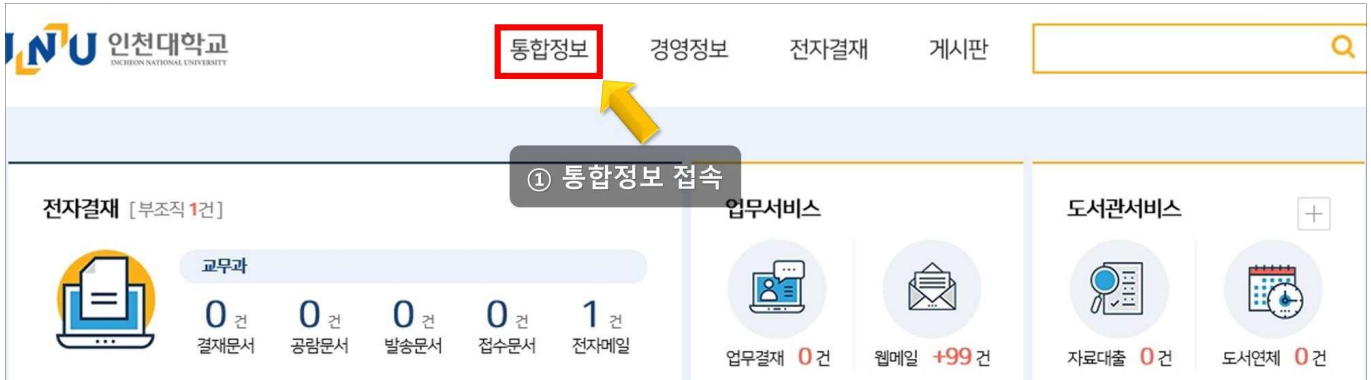 INU 인천대학교
INCHEON NATIONAL UNIVERSITY
통합정보 경영정보 전자결재 게시판
① 통합정보 접속
전자결재 [부조직 1건]
교무과
0 건 0 건 0 건 0 건 1 건
결재문서 공람문서 발송문서 접수문서 전자메일
업무서비스
업무결재 0 건 웹메일 +99 건
도서관서비스
자료대출 0 건 도서연체 0 건